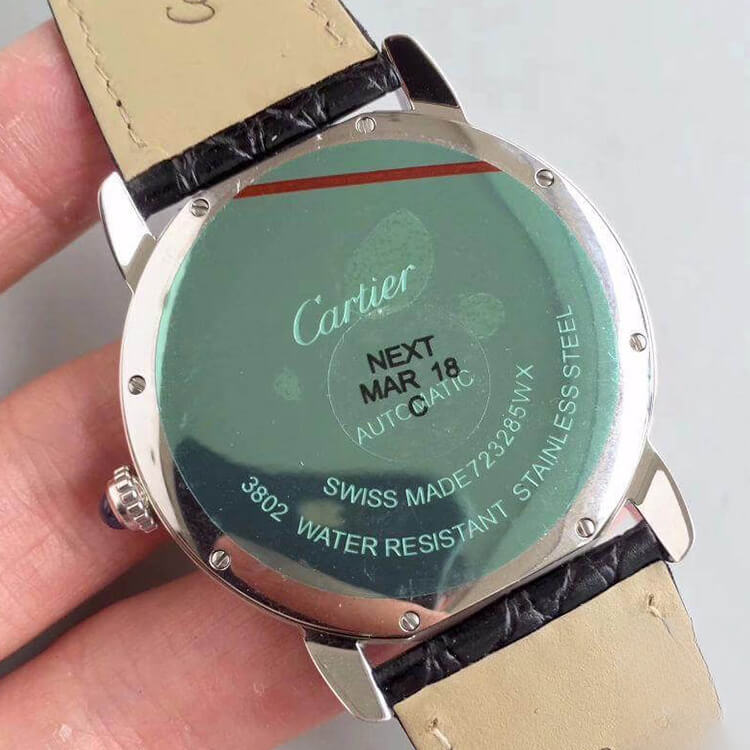 Cartier
NEXT
MAR 18
C
AUTOMATIC
SWISS MADE 723285WX
3802 WATER RESISTANT STAINLESS STEEL